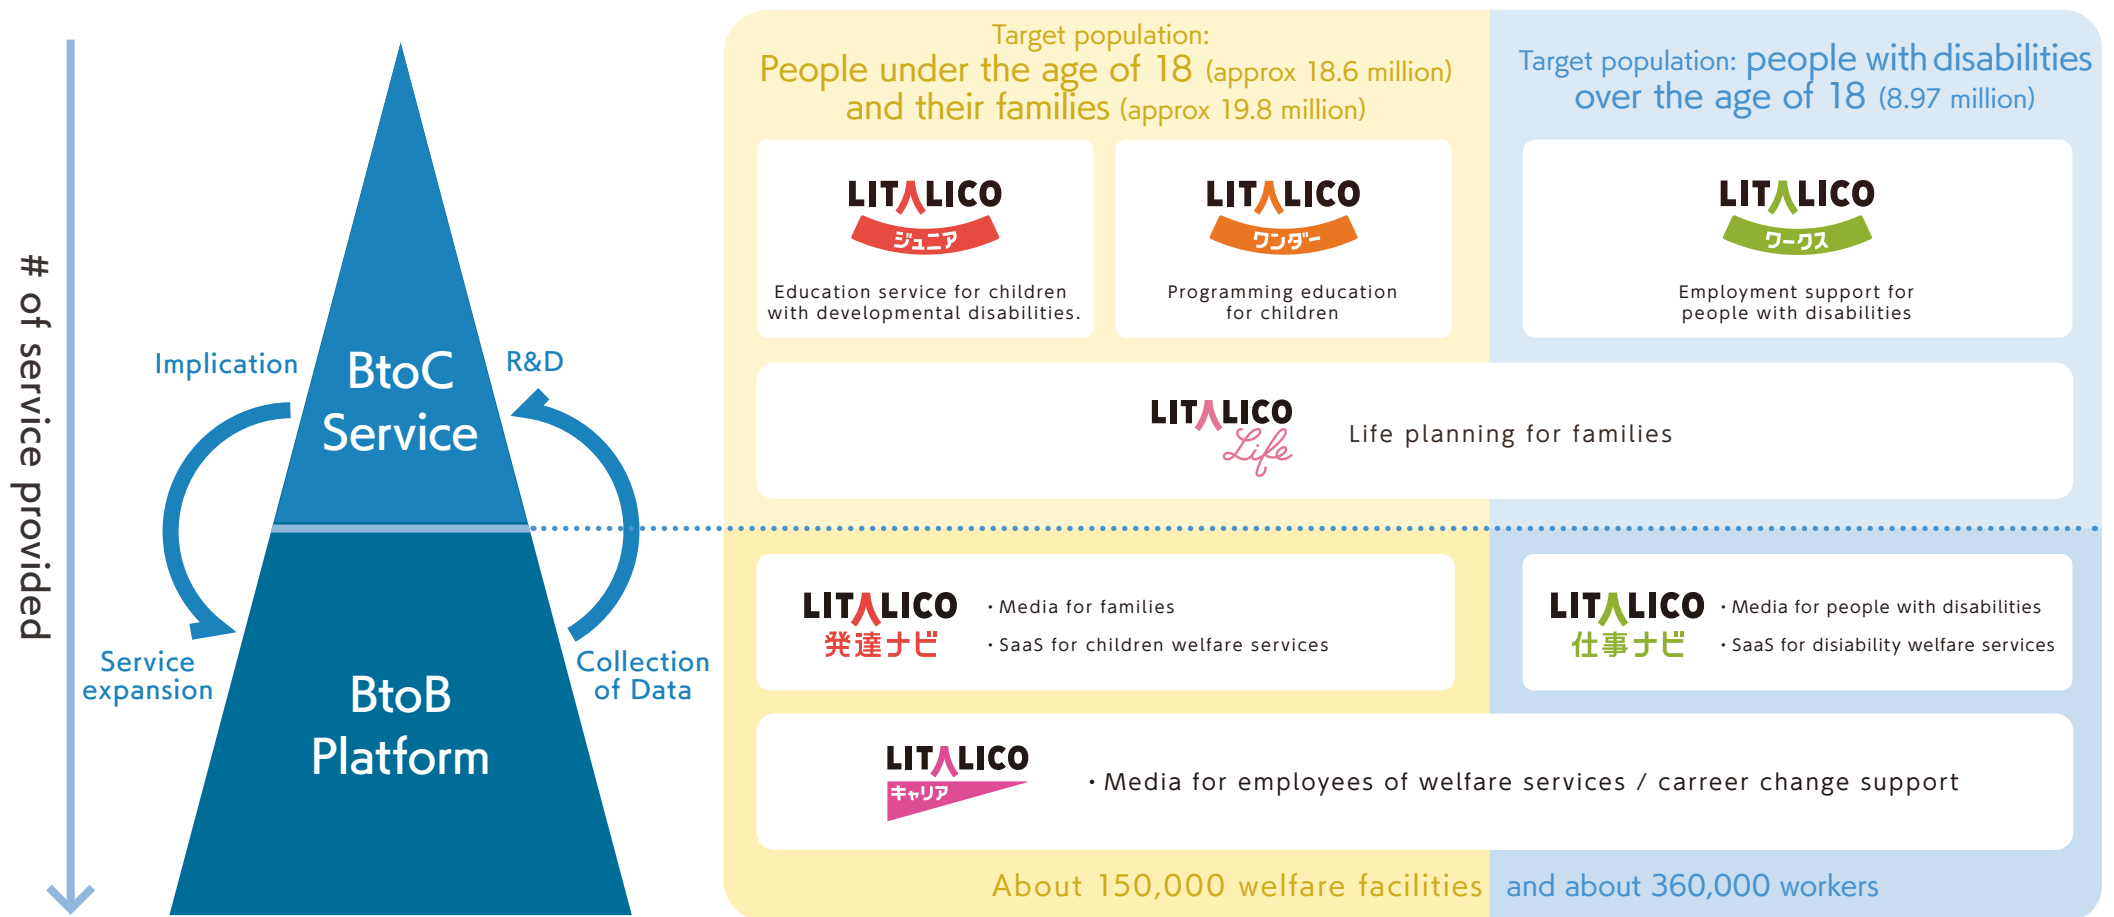 # of service provided
Implication
R&D
BtoC
Service
Service
expansion
Collection
of Data
BtoB
Platform
Target population:
People under the age of 18 (approx 18.6 million)
and their families (approx 19.8 million)
Target population: people with disabilities
over the age of 18 (8.97 million)
LITALICO
ジュニア
Education service for children
with developmental disabilities.
LITALICO
ワンダー
Programming education
for children
LITALICO
ワークス
Employment support for
people with disabilities
LITALICO
Life
Life planning for families
LITALICO
発達ナビ
・Media for families
・SaaS for children welfare services
LITALICO
仕事ナビ
・Media for people with disabilities
・SaaS for disiability welfare services
LITALICO
キャリア
・Media for employees of welfare services / carreer change support
About 150,000 welfare facilities and about 360,000 workers